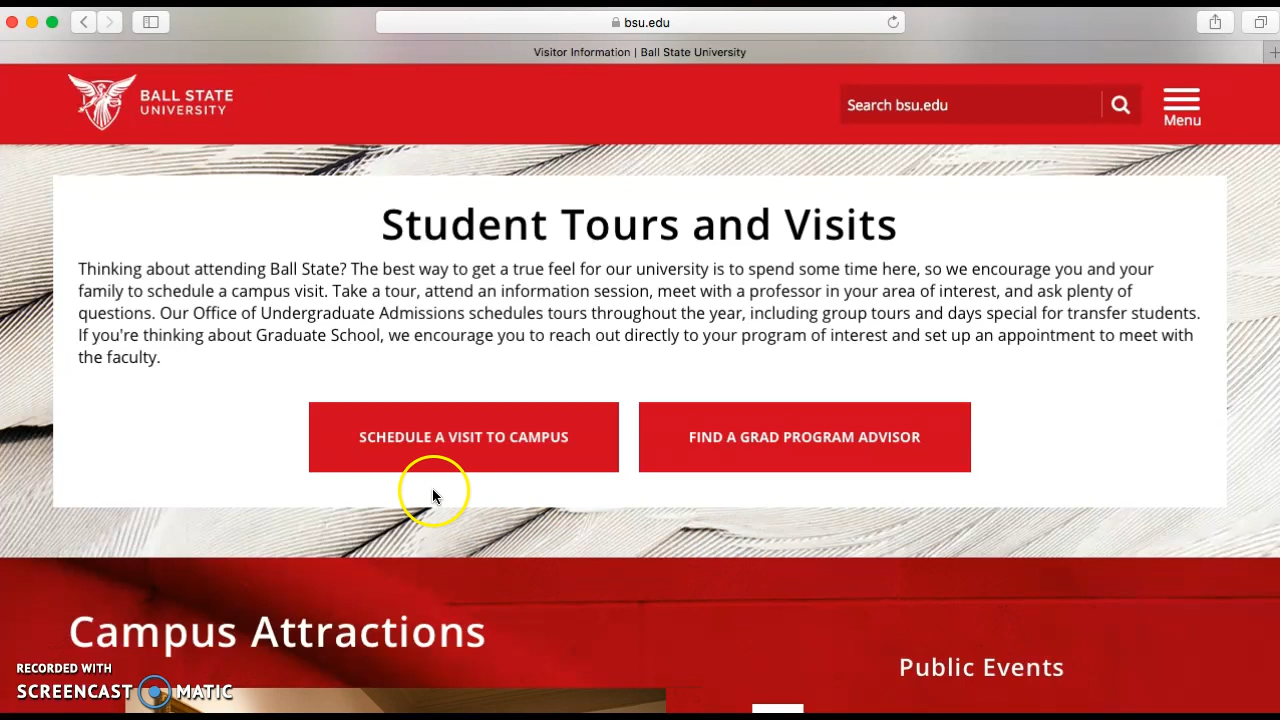 bsu.edu
Visitor Information | Ball State University
BALL STATE
UNIVERSITY
Search bsu.edu
Menu
Student Tours and Visits
Thinking about attending Ball State? The best way to get a true feel for our university is to spend some time here, so we encourage you and your
family to schedule a campus visit. Take a tour, attend an information session, meet with a professor in your area of interest, and ask plenty of
questions. Our Office of Undergraduate Admissions schedules tours throughout the year, including group tours and days special for transfer students.
If you're thinking about Graduate School, we encourage you to reach out directly to your program of interest and set up an appointment to meet with
the faculty.
SCHEDULE A VISIT TO CAMPUS
FIND A GRAD PROGRAM ADVISOR
Campus Attractions
Public Events
RECORDED WITH
SCREENCAST MATIC